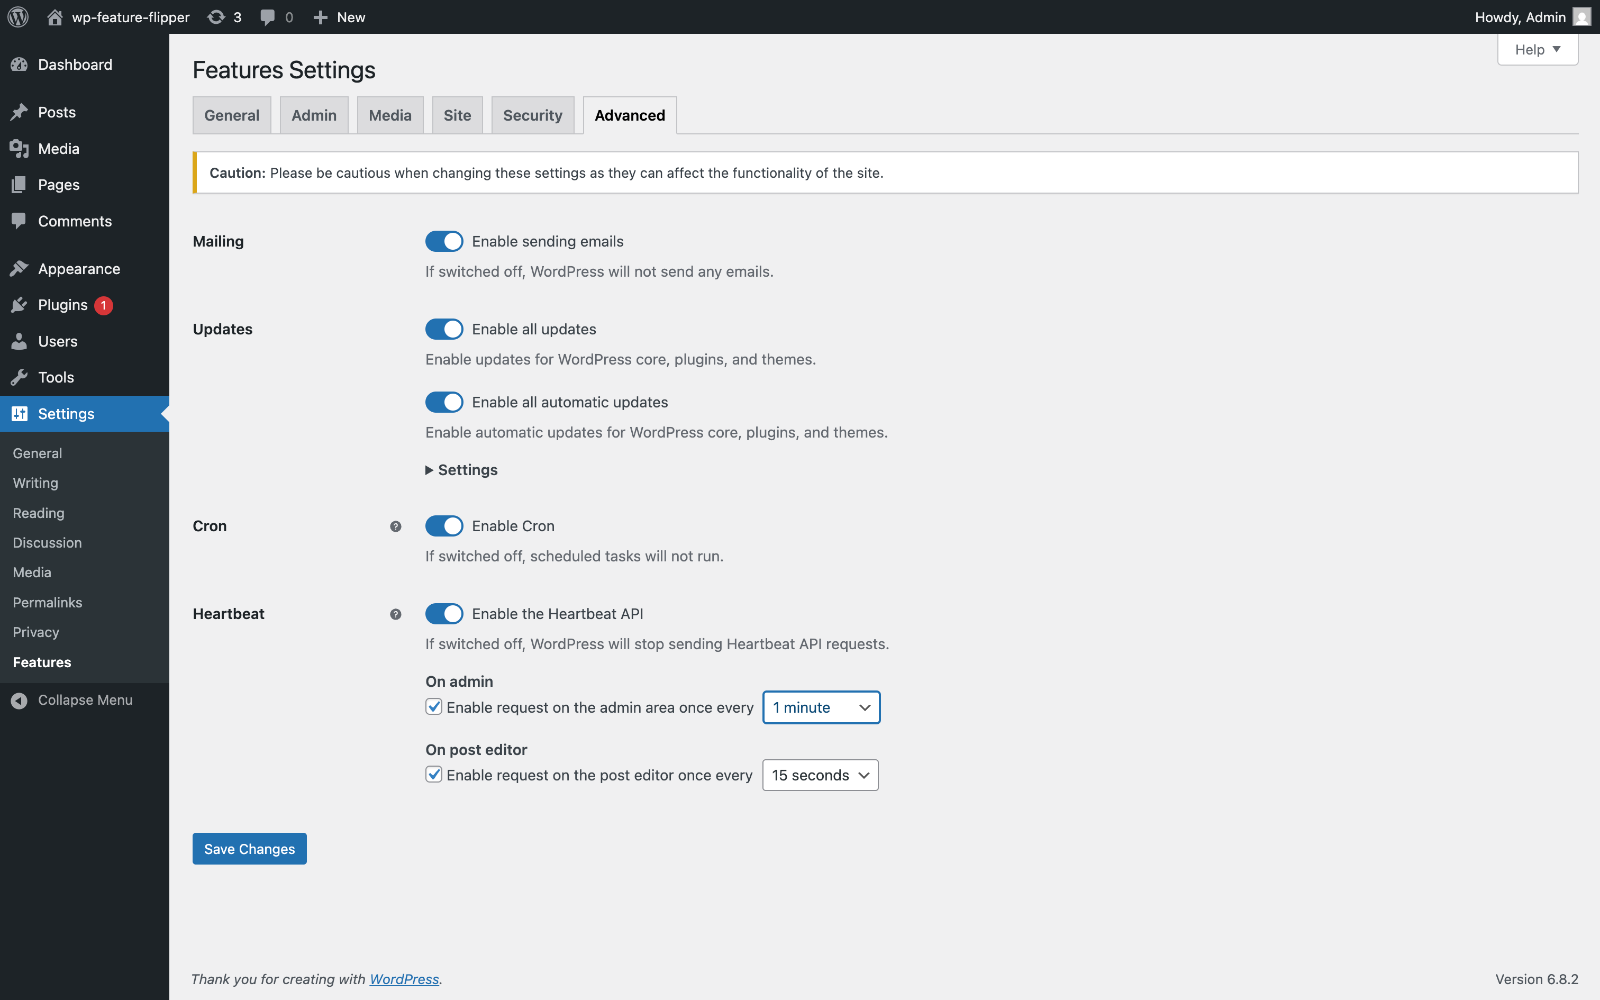 wp-feature-flipper 3 0 New Howdy, Admin
Help
Dashboard
Posts
Media
Pages
Comments
Appearance
Plugins 1
Users
Tools
Settings
General
Writing
Reading
Discussion
Media
Permalinks
Privacy
Features
Collapse Menu
Features Settings
General Admin Media Site Security Advanced
Caution: Please be cautious when changing these settings as they can affect the functionality of the site.
Mailing Enable sending emails
If switched off, WordPress will not send any emails.
Updates Enable all updates
Enable updates for WordPress core, plugins, and themes.
Enable all automatic updates
Enable automatic updates for WordPress core, plugins, and themes.
Settings
Cron ? Enable Cron
If switched off, scheduled tasks will not run.
Heartbeat ? Enable the Heartbeat API
If switched off, WordPress will stop sending Heartbeat API requests.
On admin
Enable request on the admin area once every 1 minute
On post editor
Enable request on the post editor once every 15 seconds
Save Changes
Thank you for creating with WordPress. Version 6.8.2